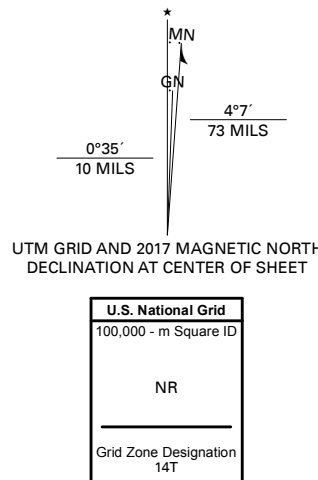 ★
MN
GN
4°7´
73 MILS
0°35´
10 MILS
UTM GRID AND 2017 MAGNETIC NORTH
DECLINATION AT CENTER OF SHEET
U.S. National Grid
100,000 - m Square ID
NR
Grid Zone Designation
14T